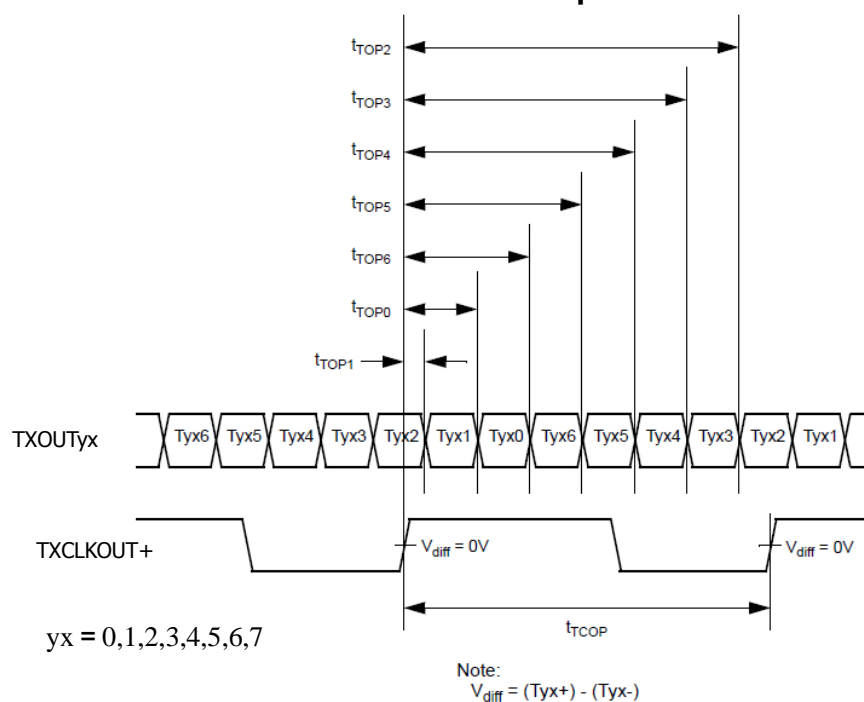 tTOP2
tTOP3
tTOP4
tTOP5
tTOP6
tTOP0
tTOP1
TXOUTyx Tyx6 Tyx5 Tyx4 Tyx3 Tyx2 Tyx1 Tyx0 Tyx6 Tyx5 Tyx4 Tyx3 Tyx2 Tyx1
TXCLKOUT+ Vdiff = 0V Vdiff = 0V
tTCOP
yx = 0,1,2,3,4,5,6,7
Note:
Vdiff = (Tyx+) - (Tyx-)